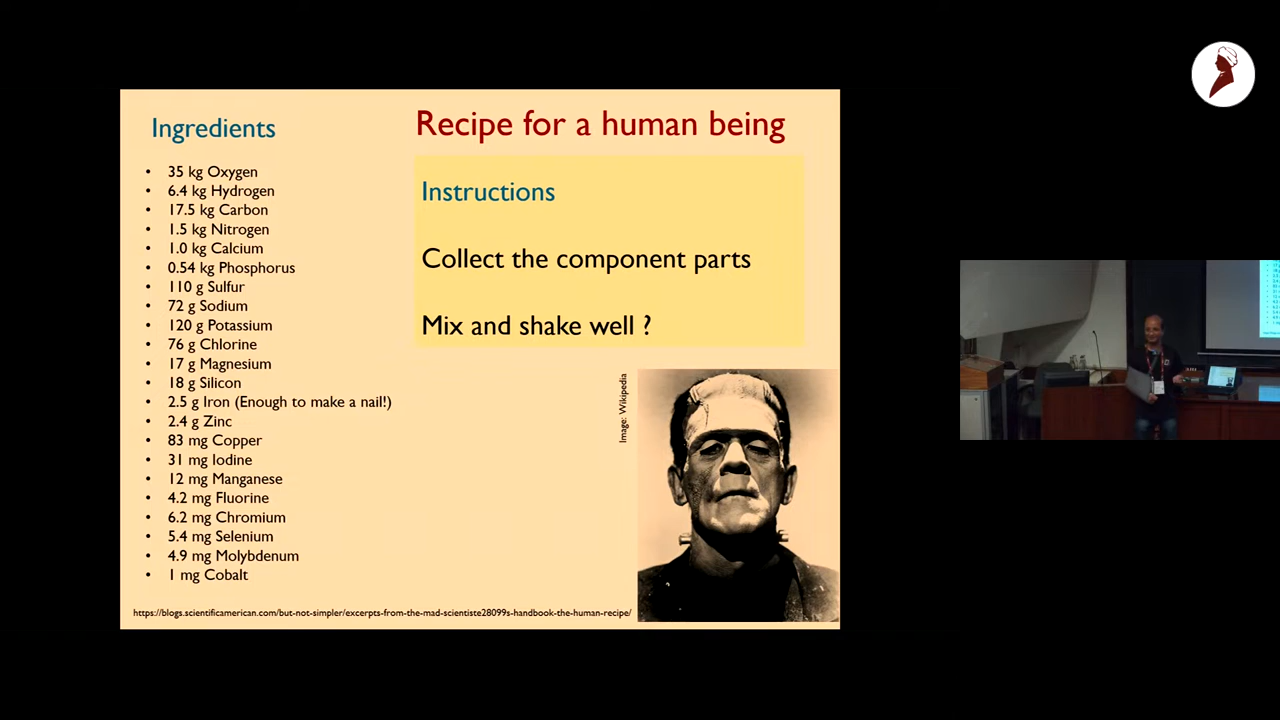 Ingredients
• 35 kg Oxygen
• 6.4 kg Hydrogen
• 17.5 kg Carbon
• 1.5 kg Nitrogen
• 1.0 kg Calcium
• 0.54 kg Phosphorus
• 110 g Sulfur
• 72 g Sodium
• 120 g Potassium
• 76 g Chlorine
• 17 g Magnesium
• 18 g Silicon
• 2.5 g Iron (Enough to make a nail!)
• 2.4 g Zinc
• 83 mg Copper
• 31 mg Iodine
• 12 mg Manganese
• 4.2 mg Fluorine
• 6.2 mg Chromium
• 5.4 mg Selenium
• 4.9 mg Molybdenum
• 1 mg Cobalt
https://blogs.scientificamerican.com/but-not-simpler/excerpts-from-the-mad-scientiste28099s-handbook-the-human-recipe/
Recipe for a human being
Instructions
Collect the component parts
Mix and shake well ?
Image: Wikipedia